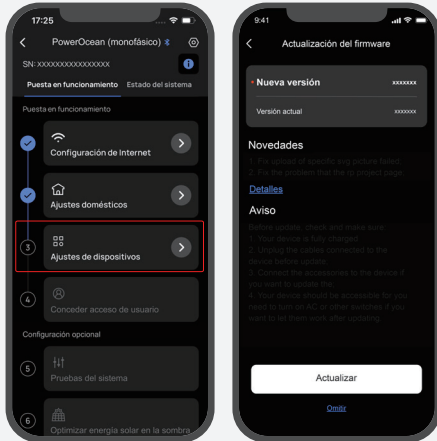 17:25
PowerOcean (monofásico)
SN: XXXXXXXXXXXXXXXX
Puesta en funcionamiento Estado del sistema
Puesta en funcionamiento
Configuración de Internet
Ajustes domésticos
3
Ajustes de dispositivos
4
Conceder acceso de usuario
Configuración opcional
5
Pruebas del sistema
6
Optimizar energía solar en la sombra
9:41
Actualización del firmware
Nueva versión xxxxxxx
Versión actual xxxxxxx
Novedades
1. Fix upload of specific svg picture failed.
2. Fix the problem that the rp project page.
Detalles
Aviso
Before update, check and make sure:
1. Your device is fully charged
2. Unplug the cables connected to the
device before update
3. Connect the accessories to the device if
you want to update the
4. Your device should be accessible for you
need to turn on AC or other switches if you
want to let them work after updating
Actualizar
Omitir